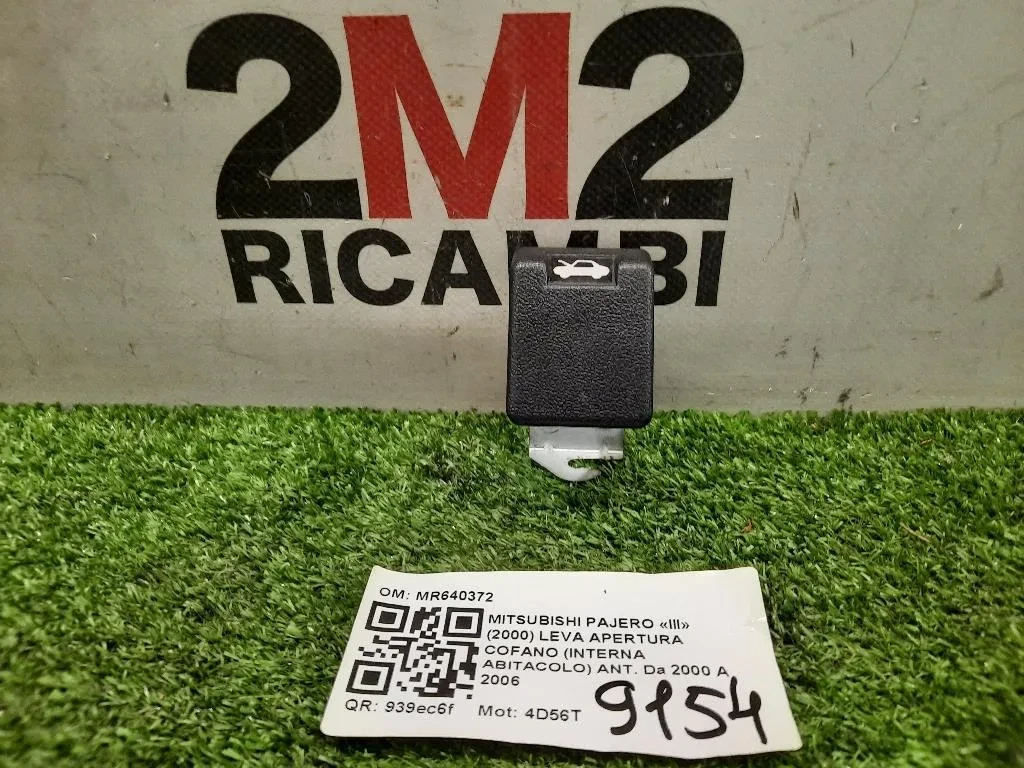 2M2
RICAMBI
OM: MR640372
MITSUBISHI PAJERO «III»
(2000) LEVA APERTURA
COFANO (INTERNA
ABITACOLO) ANT. Da 2000 A
2006
QR: 939ec6f Mot: 4D56T
9154